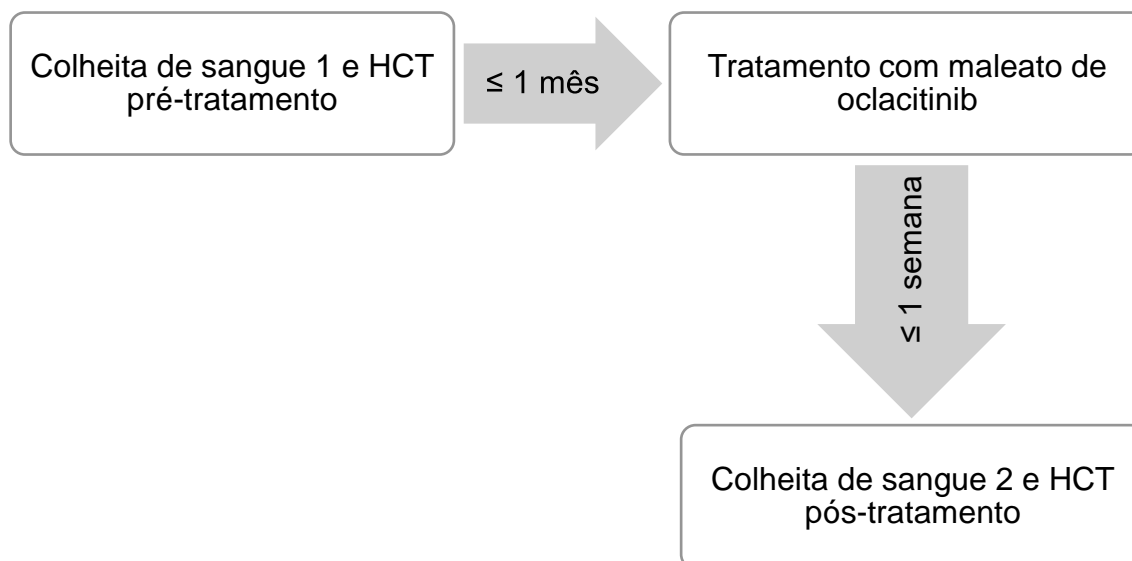 Colheita de sangue 1 e HCT
pré-tratamento
≤ 1 mês
Tratamento com maleato de
oclacitinib
≤ 1 semana
Colheita de sangue 2 e HCT
pós-tratamento